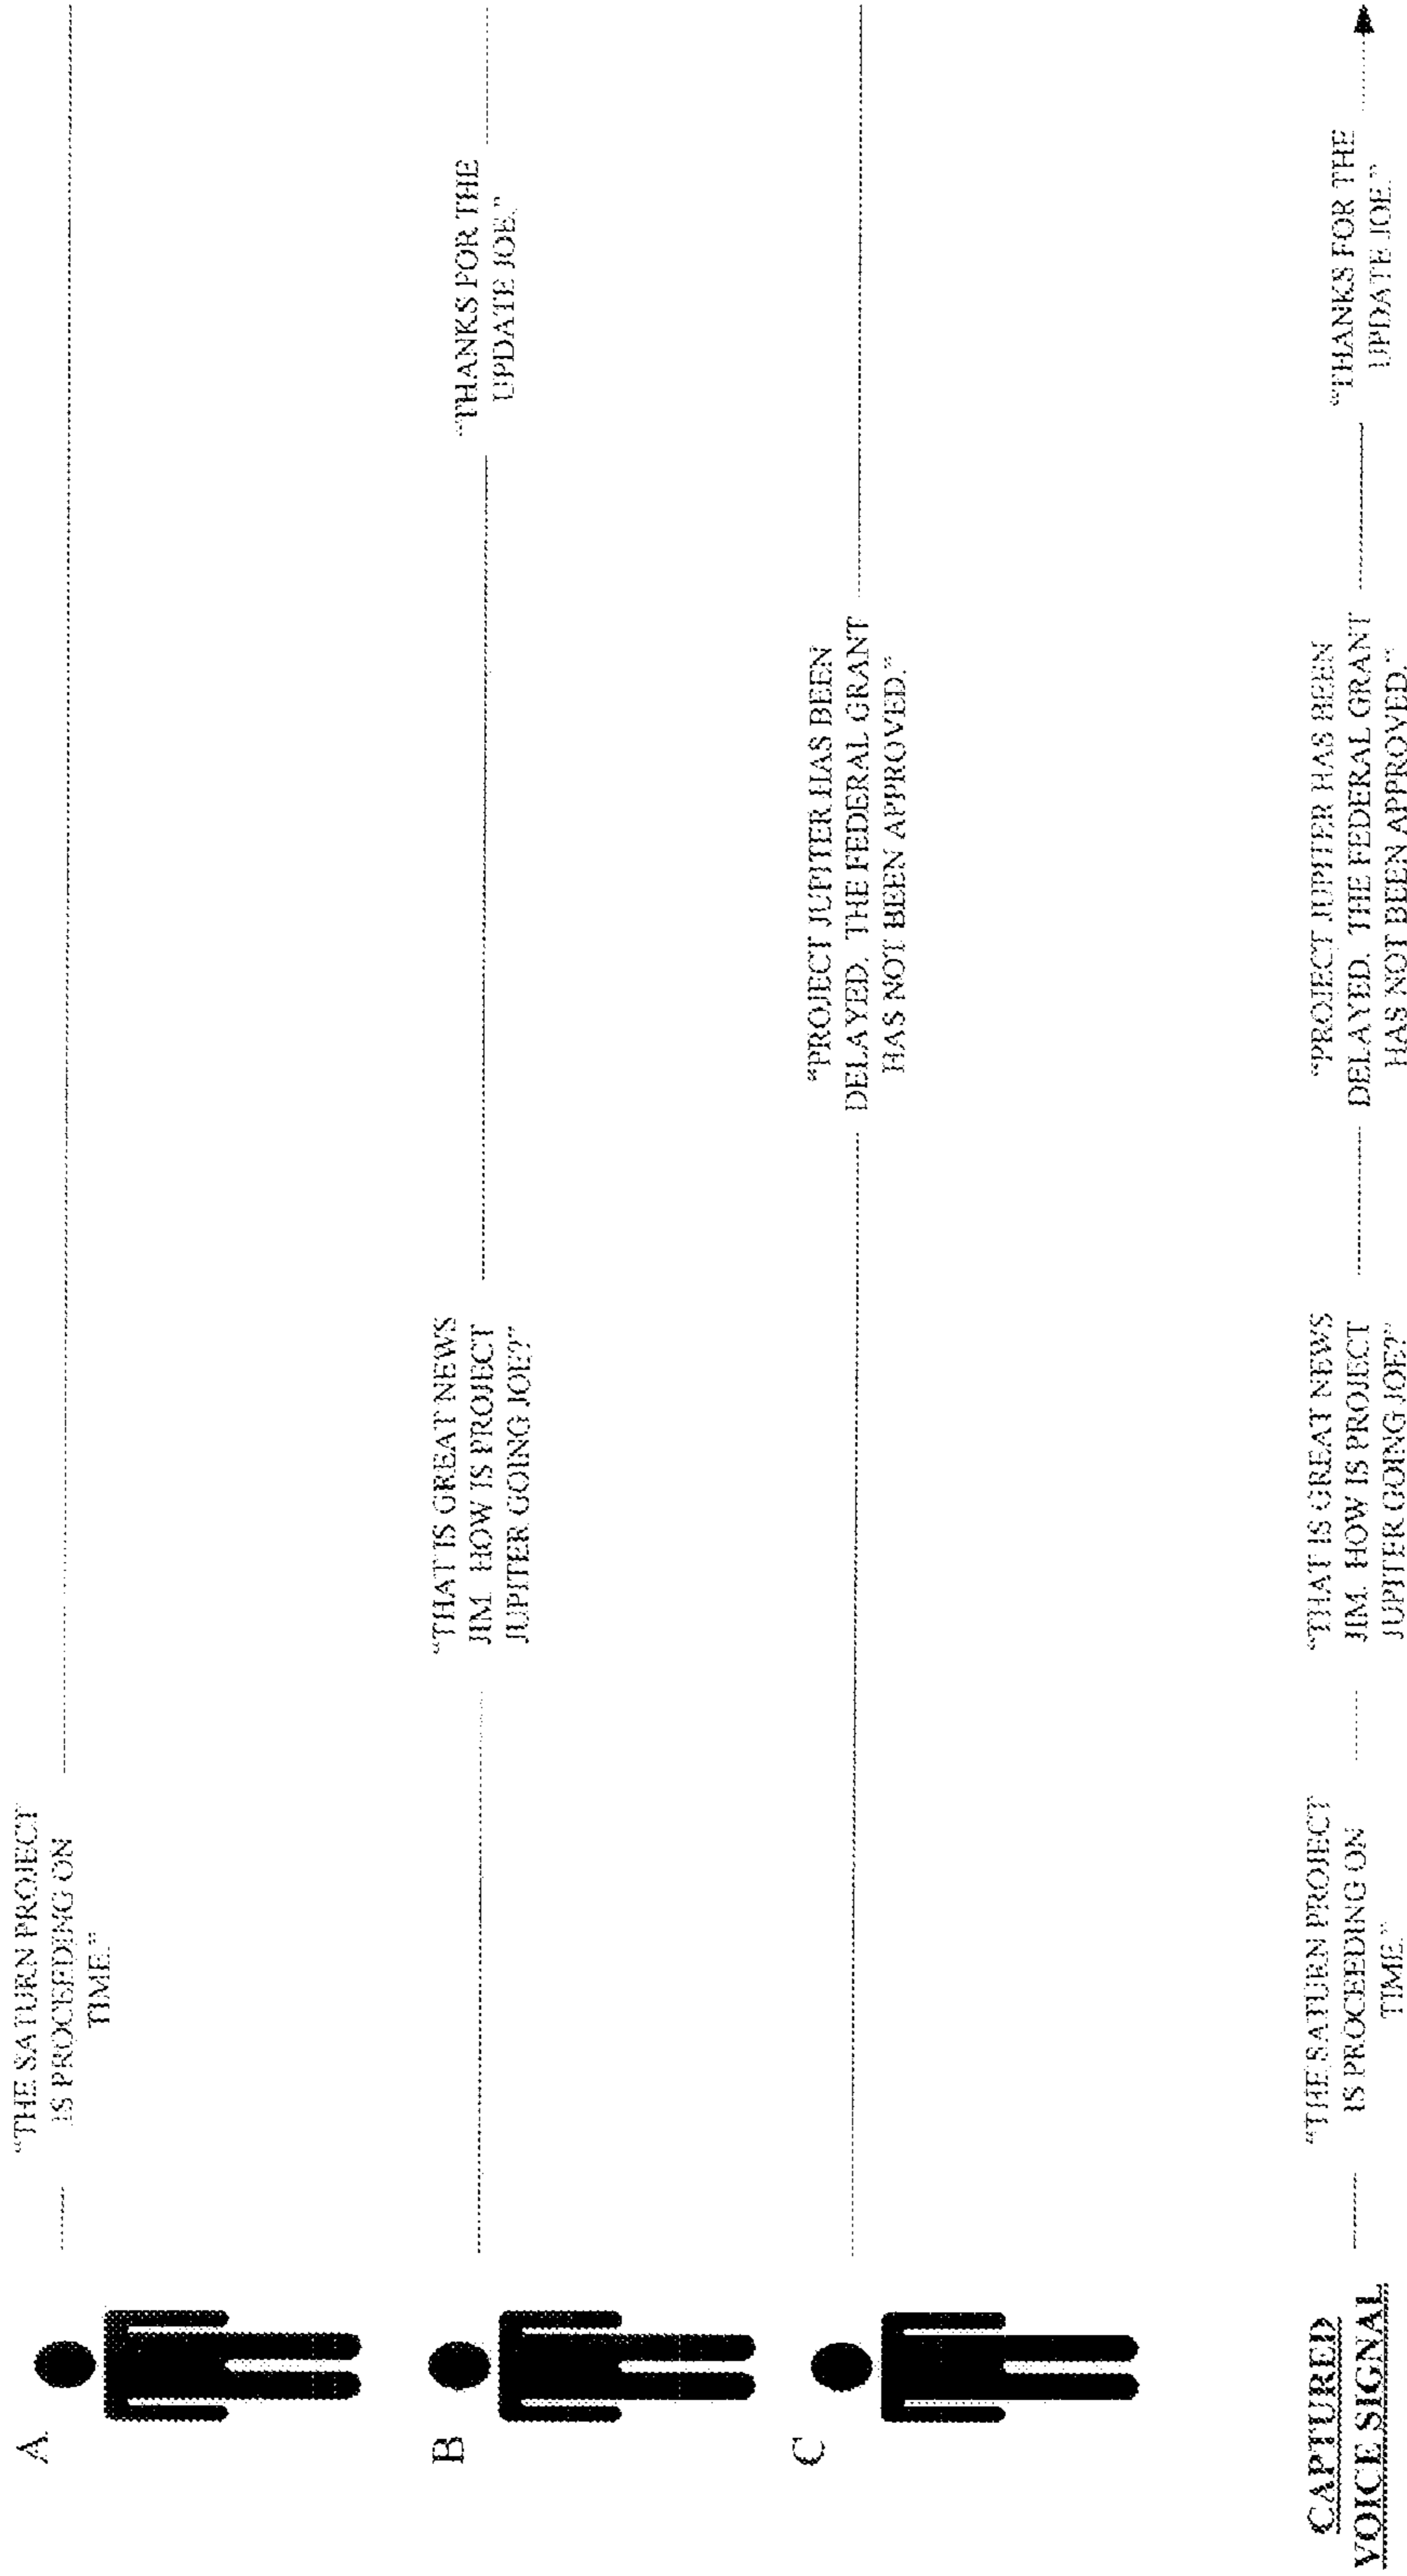 A
“THE SATURN PROJECT
IS PROCEEDING ON
TIME.”
B
“THAT IS GREAT NEWS
JIM. HOW IS PROJECT
JUPITER GOING JOE?”
“THANKS FOR THE
UPDATE JOE.”
C
“PROJECT JUPITER HAS BEEN
DELAYED. THE FEDERAL GRANT
HAS NOT BEEN APPROVED.”
CAPTURED
VOICE SIGNAL
“THE SATURN PROJECT
IS PROCEEDING ON
TIME.”
“THAT IS GREAT NEWS
JIM. HOW IS PROJECT
JUPITER GOING JOE?”
“PROJECT JUPITER HAS BEEN
DELAYED. THE FEDERAL GRANT
HAS NOT BEEN APPROVED.”
“THANKS FOR THE
UPDATE JOE.”